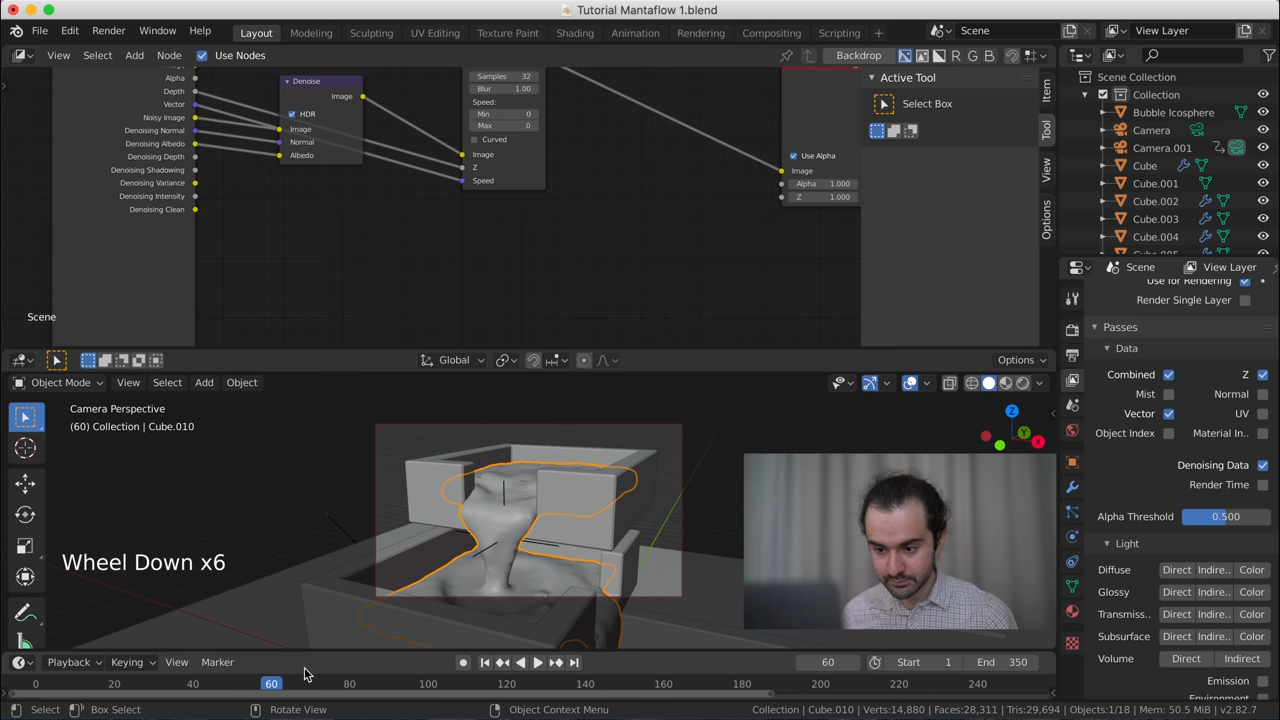 Tutorial Mantaflow 1.blend
File Edit Render Window Help
Layout Modeling Sculpting UV Editing Texture Paint Shading Animation Rendering Compositing Scripting +
Scene View Layer
View Select Add Node Use Nodes Backdrop R G B
Alpha
Depth
Vector
Noisy Image
Denoising Normal
Denoising Albedo
Denoising Depth
Denoising Shadowing
Denoising Variance
Denoising Intensity
Denoising Clean
Denoise
Image
HDR
Image
Normal
Albedo
Samples 32
Blur 1.00
Speed:
Min 0
Max 0
Curved
Image
Z
Speed
Use Alpha
Image
Alpha 1.000
Z 1.000
Active Tool
Select Box
Item
Tool
View
Options
Scene
Scene Collection
Collection
Bubble Icosphere
Camera
Camera.001
Cube
Cube.001
Cube.002
Cube.003
Cube.004
Cube.005
Global Options
Object Mode View Select Add Object
Camera Perspective
(60) Collection | Cube.010
Z
Y
X
Wheel Down x6
Scene View Layer
Use for Rendering
Render Single Layer
Passes
Data
Combined Z
Mist Normal
Vector UV
Object Index Material In..
Denoising Data
Render Time
Alpha Threshold 0.500
Light
Diffuse Direct Indire.. Color
Glossy Direct Indire.. Color
Transmiss.. Direct Indire.. Color
Subsurface Direct Indire.. Color
Volume Direct Indirect
Emission
Playback Keying View Marker 60 Start 1 End 350
0 20 40 60 80 100 120 140 160 180 200 220 240
Select Box Select Rotate View Object Context Menu Collection | Cube.010 | Verts:14,880 | Faces:28,311 | Tris:29,694 | Objects:1/18 | Mem: 50.5 MiB | v2.82.7